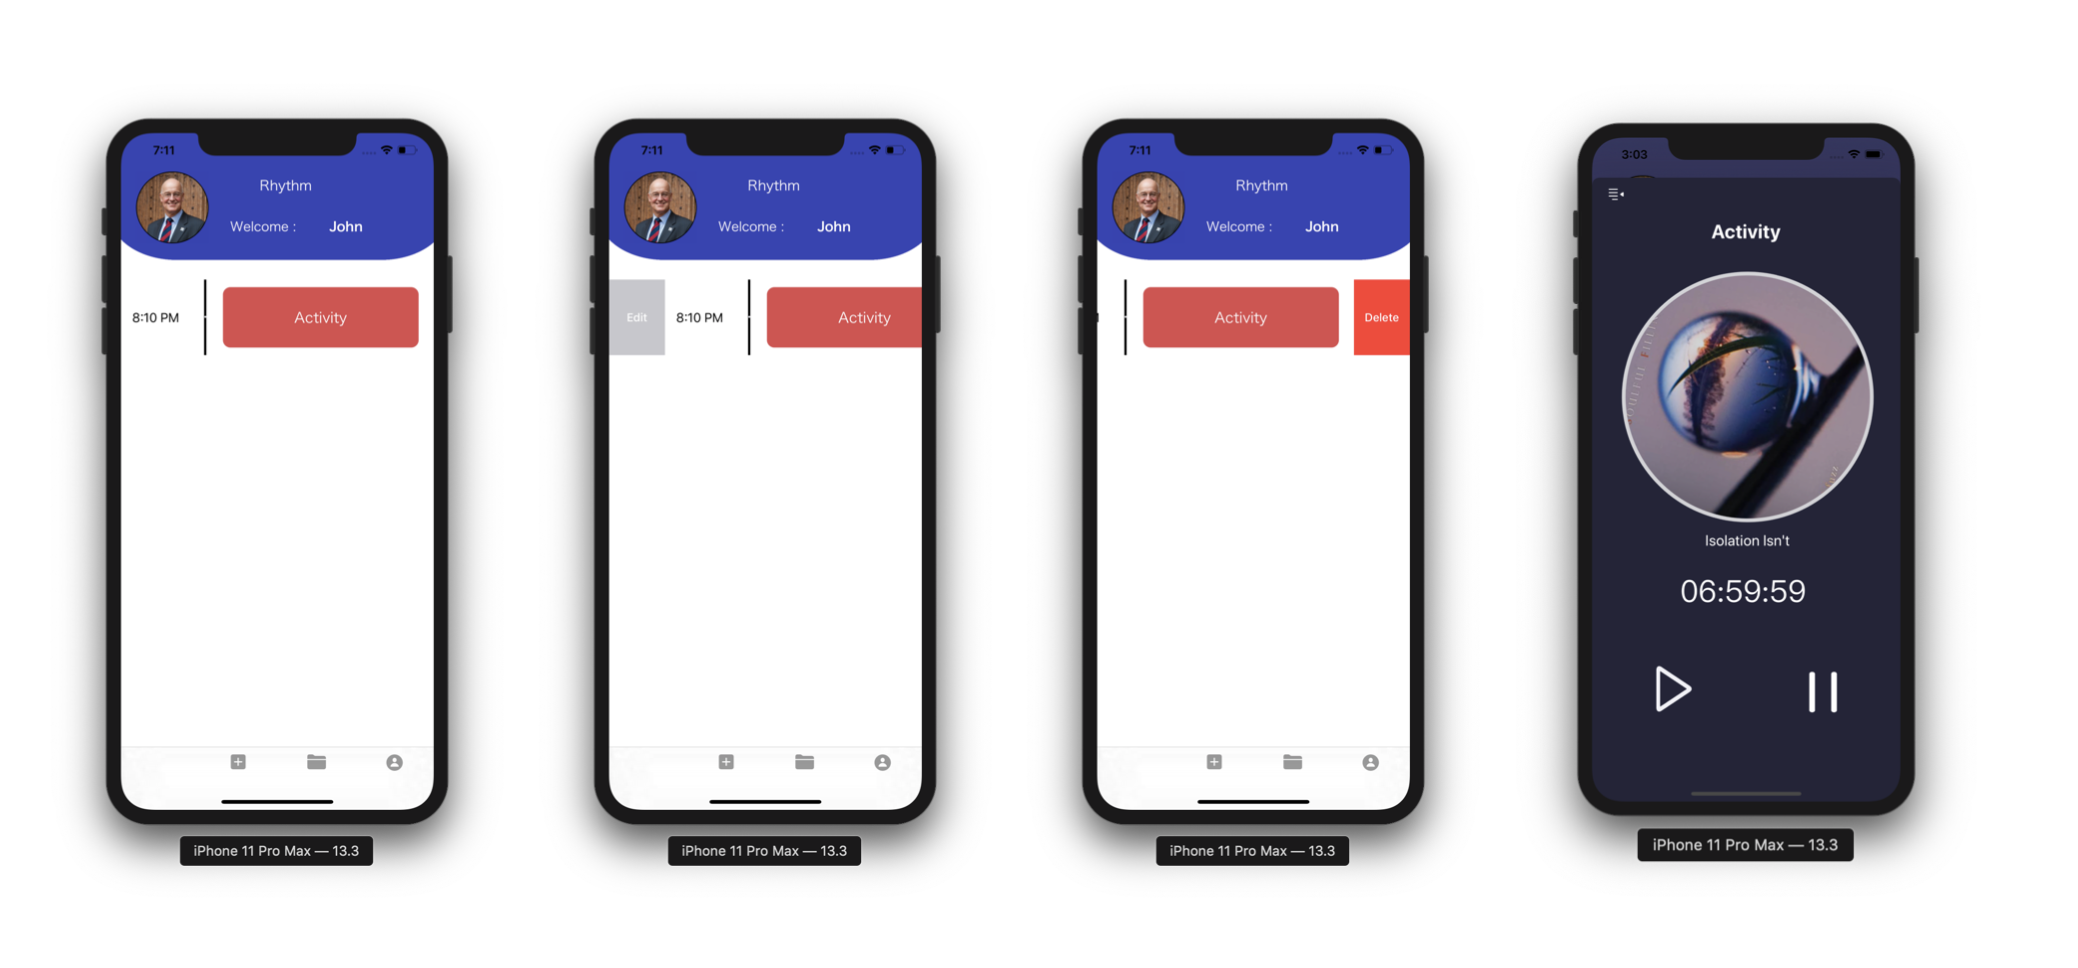 7:11
Rhythm
Welcome : John
8:10 PM
Activity
iPhone 11 Pro Max — 13.3
7:11
Rhythm
Welcome : John
Edit
8:10 PM
Activity
iPhone 11 Pro Max — 13.3
7:11
Rhythm
Welcome : John
Activity
Delete
iPhone 11 Pro Max — 13.3
3:03
Activity
Isolation Isn't
06:59:59
iPhone 11 Pro Max — 13.3